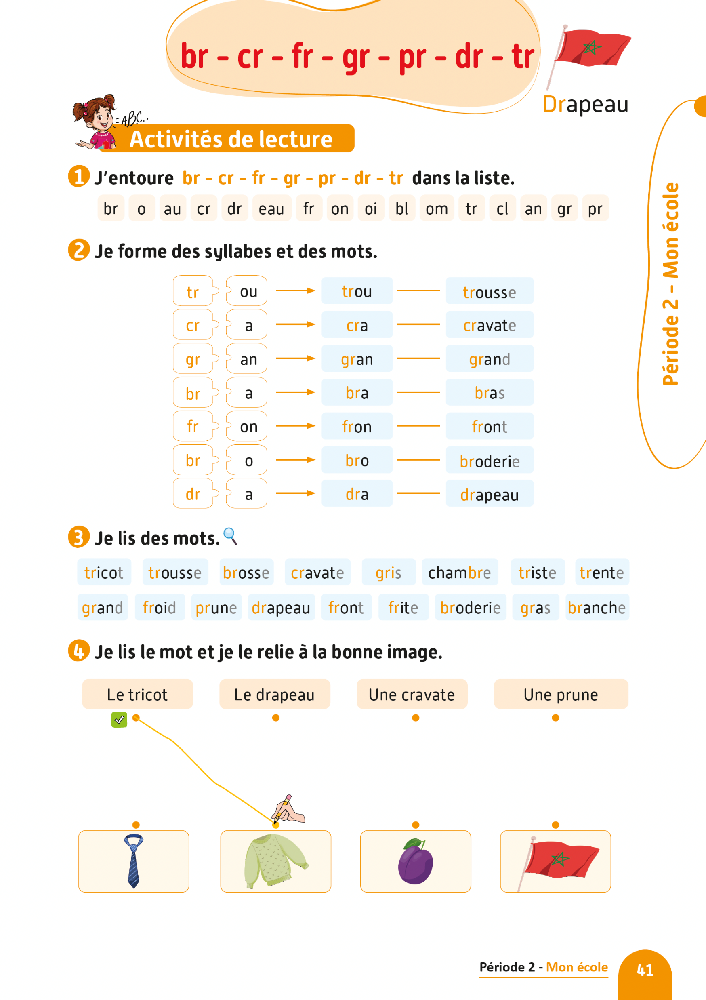 br - cr - fr - gr - pr - dr - tr
Drapeau
A.B.C..
Activités de lecture
1 J’entoure br - cr - fr - gr - pr - dr - tr dans la liste.
br o au cr dr eau fr on oi bl om tr cl an gr pr
2 Je forme des syllabes et des mots.
tr ou trou trousse
cr a cra cravate
gr an gran grand
br a bra bras
fr on fron front
br o bro broderie
dr a dra drapeau
3 Je lis des mots.
tricot trousse brosse cravate gris chambre triste trente
grand froid prune drapeau front frite broderie gras branche
4 Je lis le mot et je le relie à la bonne image.
Le tricot Le drapeau Une cravate Une prune
Période 2 - Mon école
Période 2 - Mon école
41